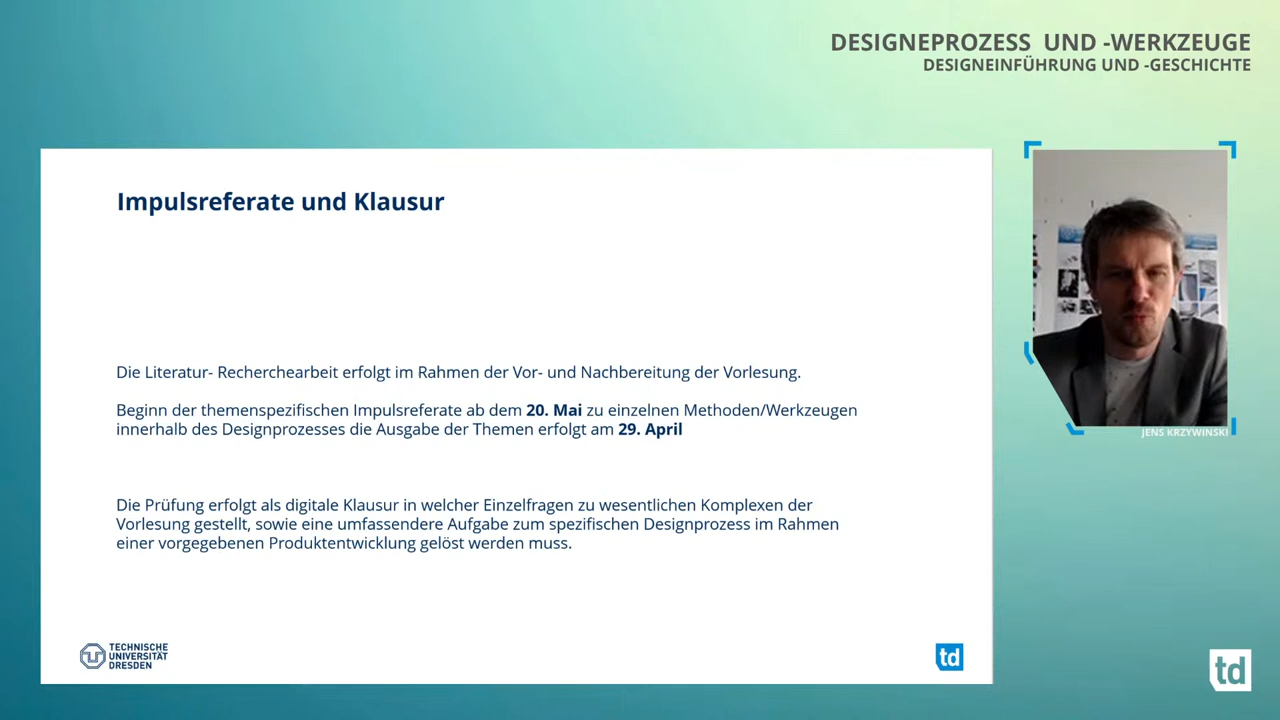 DESIGNEPROZESS UND -WERKZEUGE
DESIGNEINFÜHRUNG UND -GESCHICHTE
Impulsreferate und Klausur
Die Literatur- Recherchearbeit erfolgt im Rahmen der Vor- und Nachbereitung der Vorlesung.
Beginn der themenspezifischen Impulsreferate ab dem 20. Mai zu einzelnen Methoden/Werkzeugen
innerhalb des Designprozesses die Ausgabe der Themen erfolgt am 29. April
Die Prüfung erfolgt als digitale Klausur in welcher Einzelfragen zu wesentlichen Komplexen der
Vorlesung gestellt, sowie eine umfassendere Aufgabe zum spezifischen Designprozess im Rahmen
einer vorgegebenen Produktentwicklung gelöst werden muss.
JENS KRZYWINSKI
TECHNISCHE
UNIVERSITÄT
DRESDEN
td
td